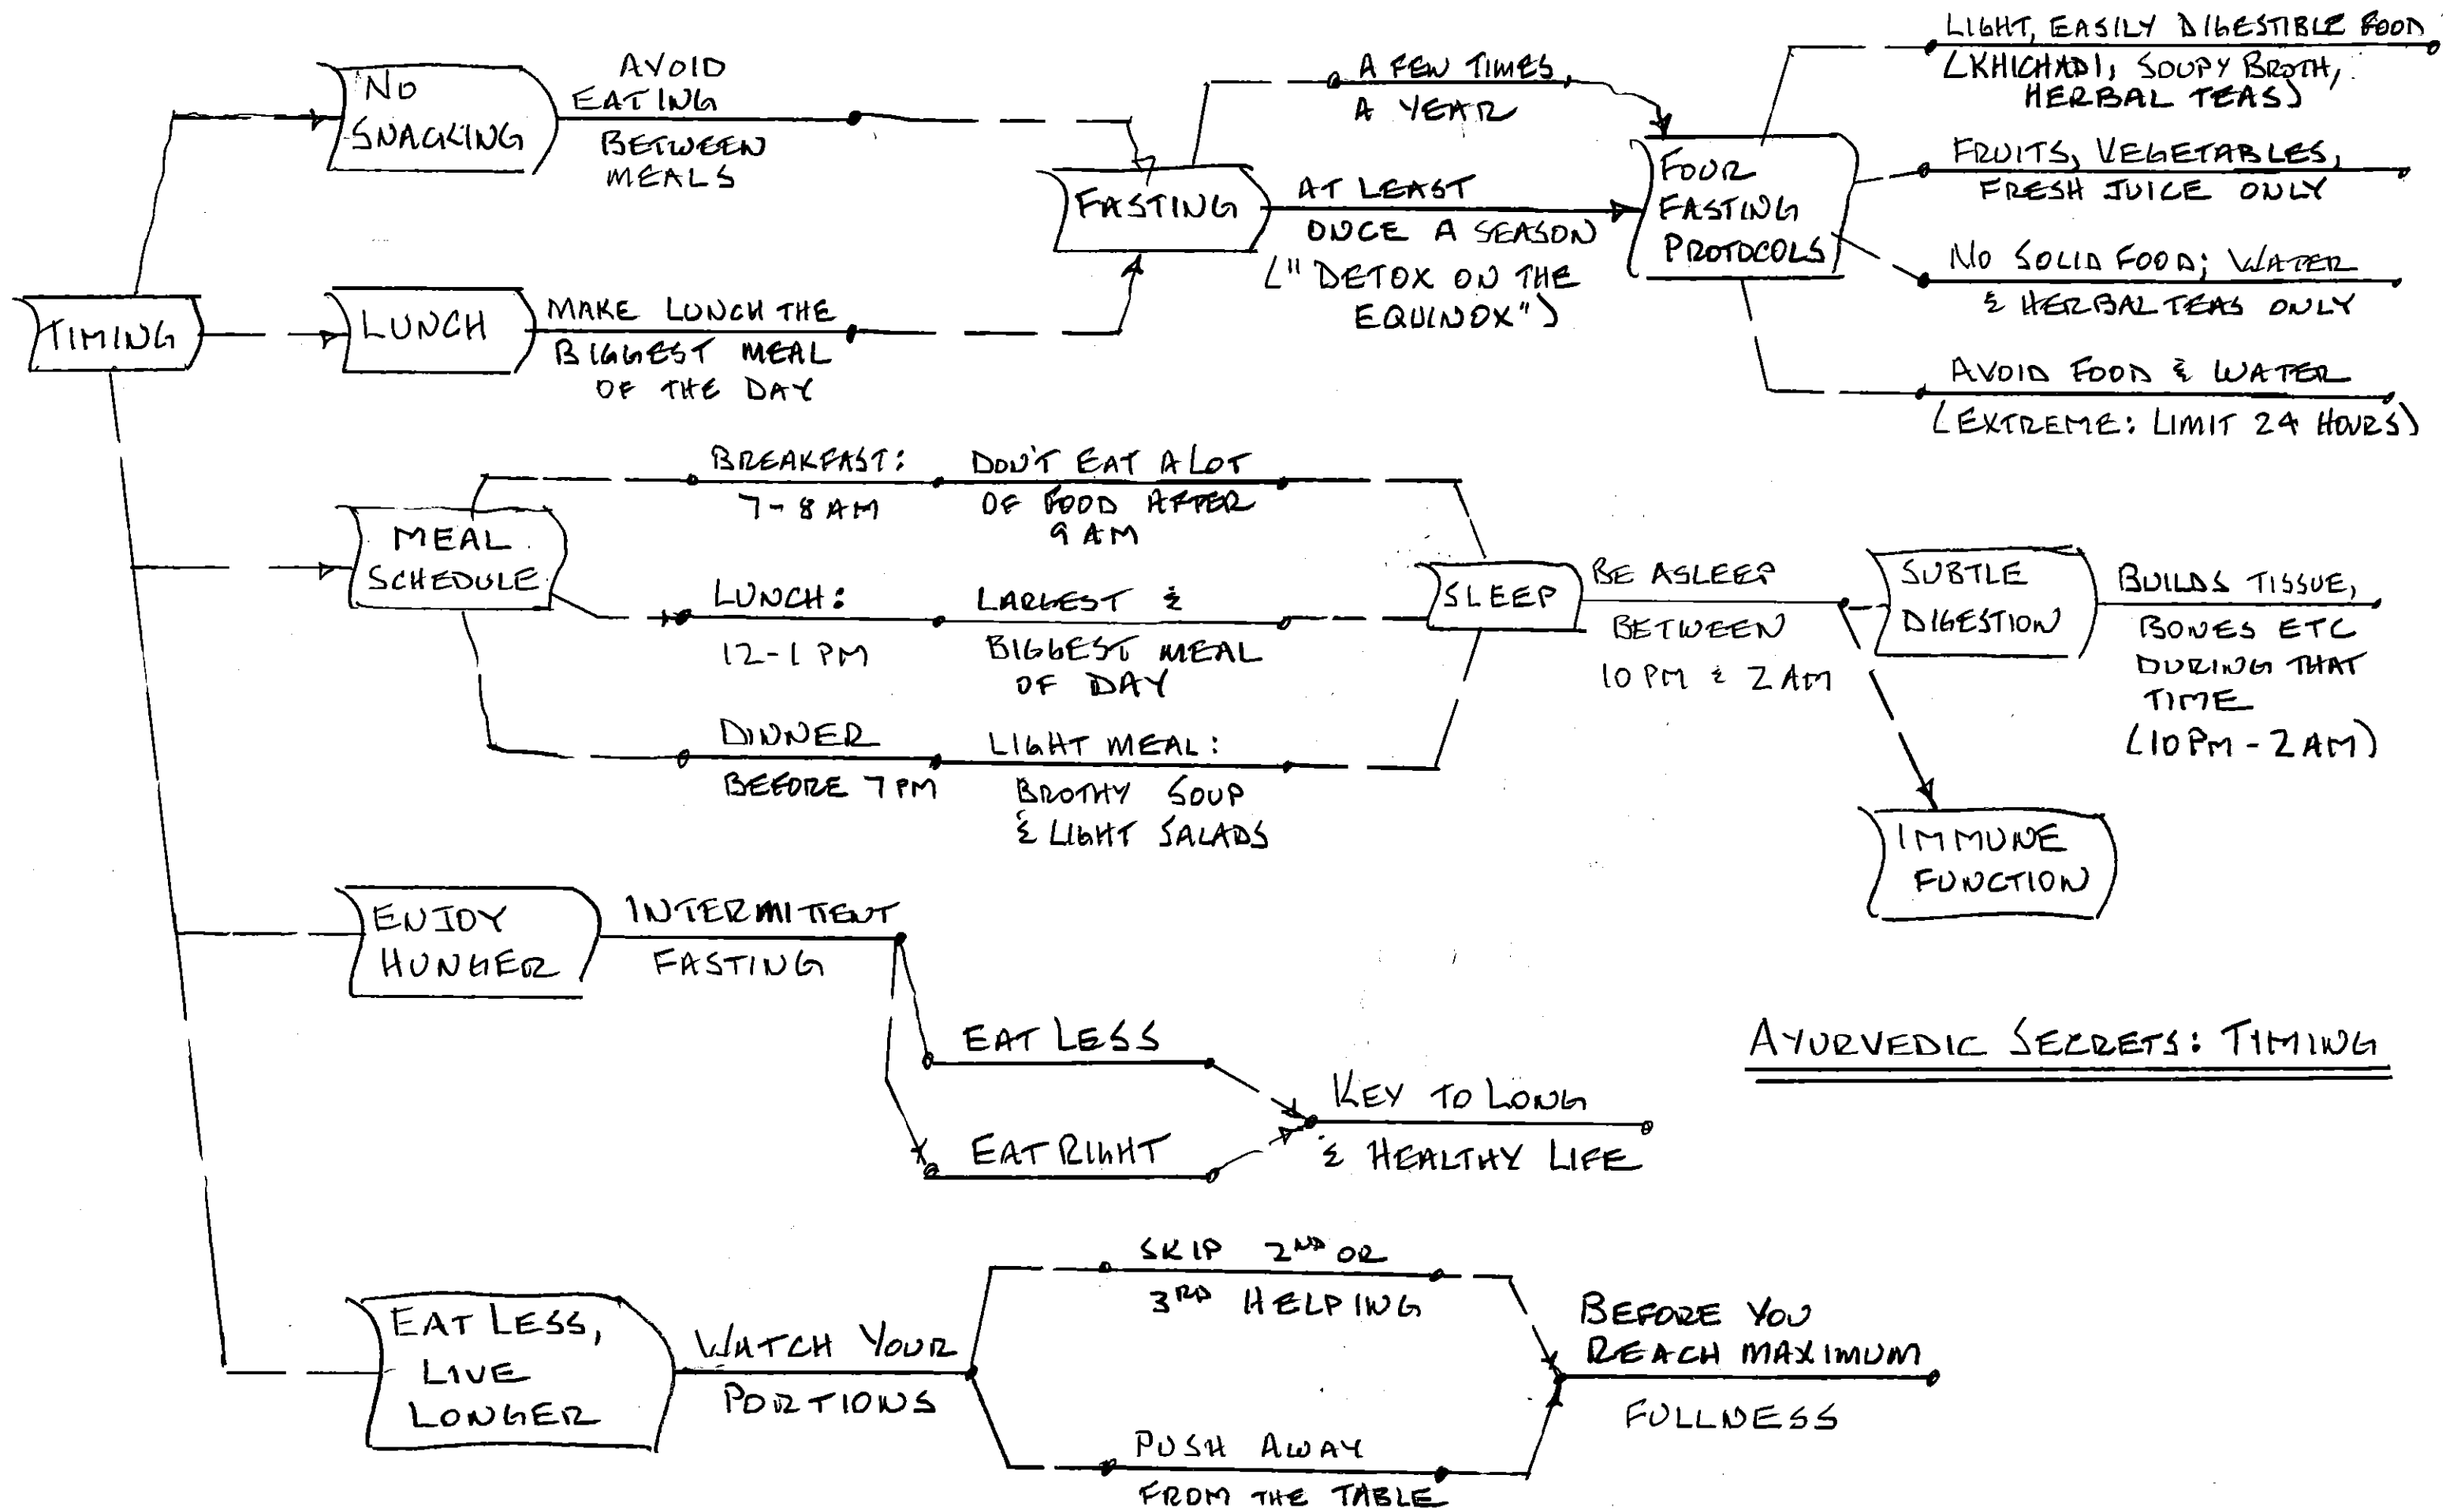 TIMING
NO
SNACKING
AVOID
EATING
BETWEEN
MEALS
LUNCH
MAKE LUNCH THE
BIGGEST MEAL
OF THE DAY
FASTING
A FEW TIMES
A YEAR
AT LEAST
ONCE A SEASON
("DETOX ON THE
EQUINOX")
FOUR
FASTING
PROTOCOLS
LIGHT, EASILY DIGESTIBLE FOOD
(KHICHADI, SOUPY BROTH,
HERBAL TEAS)
FRUITS, VEGETABLES,
FRESH JUICE ONLY
NO SOLID FOOD; WATER
& HERBAL TEAS ONLY
AVOID FOOD & WATER
(EXTREME: LIMIT 24 HOURS)
MEAL
SCHEDULE
BREAKFAST:
7-8 AM
DON'T EAT A LOT
OF FOOD AFTER
9 AM
LUNCH:
12-1 PM
LARGEST &
BIGGEST MEAL
OF DAY
DINNER
BEFORE 7 PM
LIGHT MEAL:
BROTHY SOUP
& LIGHT SALADS
SLEEP
BE ASLEEP
BETWEEN
10 PM & 2 AM
SUBTLE
DIGESTION
BUILDS TISSUE,
BONES ETC
DURING THAT
TIME
(10 PM - 2 AM)
IMMUNE
FUNCTION
ENJOY
HUNGER
INTERMITTENT
FASTING
EAT LESS
EAT RIGHT
KEY TO LONG
& HEALTHY LIFE
AYURVEDIC SECRETS: TIMING
EAT LESS,
LIVE
LONGER
WATCH YOUR
PORTIONS
SKIP 2ND OR
3RD HELPING
PUSH AWAY
FROM THE TABLE
BEFORE YOU
REACH MAXIMUM
FULLNESS